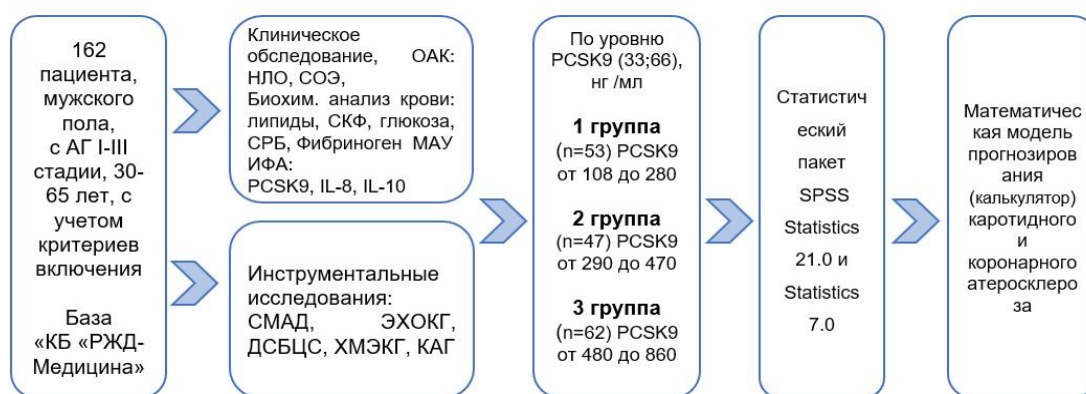 162
пациента,
мужского
пола,
с АГ I-III
стадии, 30-
65 лет, с
учетом
критериев
включения
База
«КБ «РЖД-
Медицина»
Клиническое
обследование, ОАК:
НЛО, СОЭ,
Биохим. анализ крови:
липиды, СКФ, глюкоза,
СРБ, Фибриноген МАУ
ИФА:
PCSK9, IL-8, IL-10
Инструментальные
исследования:
СМАД, ЭХОКГ,
ДСБЦС, ХМЭКГ, КАГ
По уровню
PCSK9 (33;66),
нг /мл
1 группа
(n=53) PCSK9
от 108 до 280
2 группа
(n=47) PCSK9
от 290 до 470
3 группа
(n=62) PCSK9
от 480 до 860
Статистич
еский
пакет
SPSS
Statistics
21.0 и
Statistics
7.0
Математичес
кая модель
прогнозиров
ания
(калькулятор)
каротидного
и
коронарного
атеросклеро
за